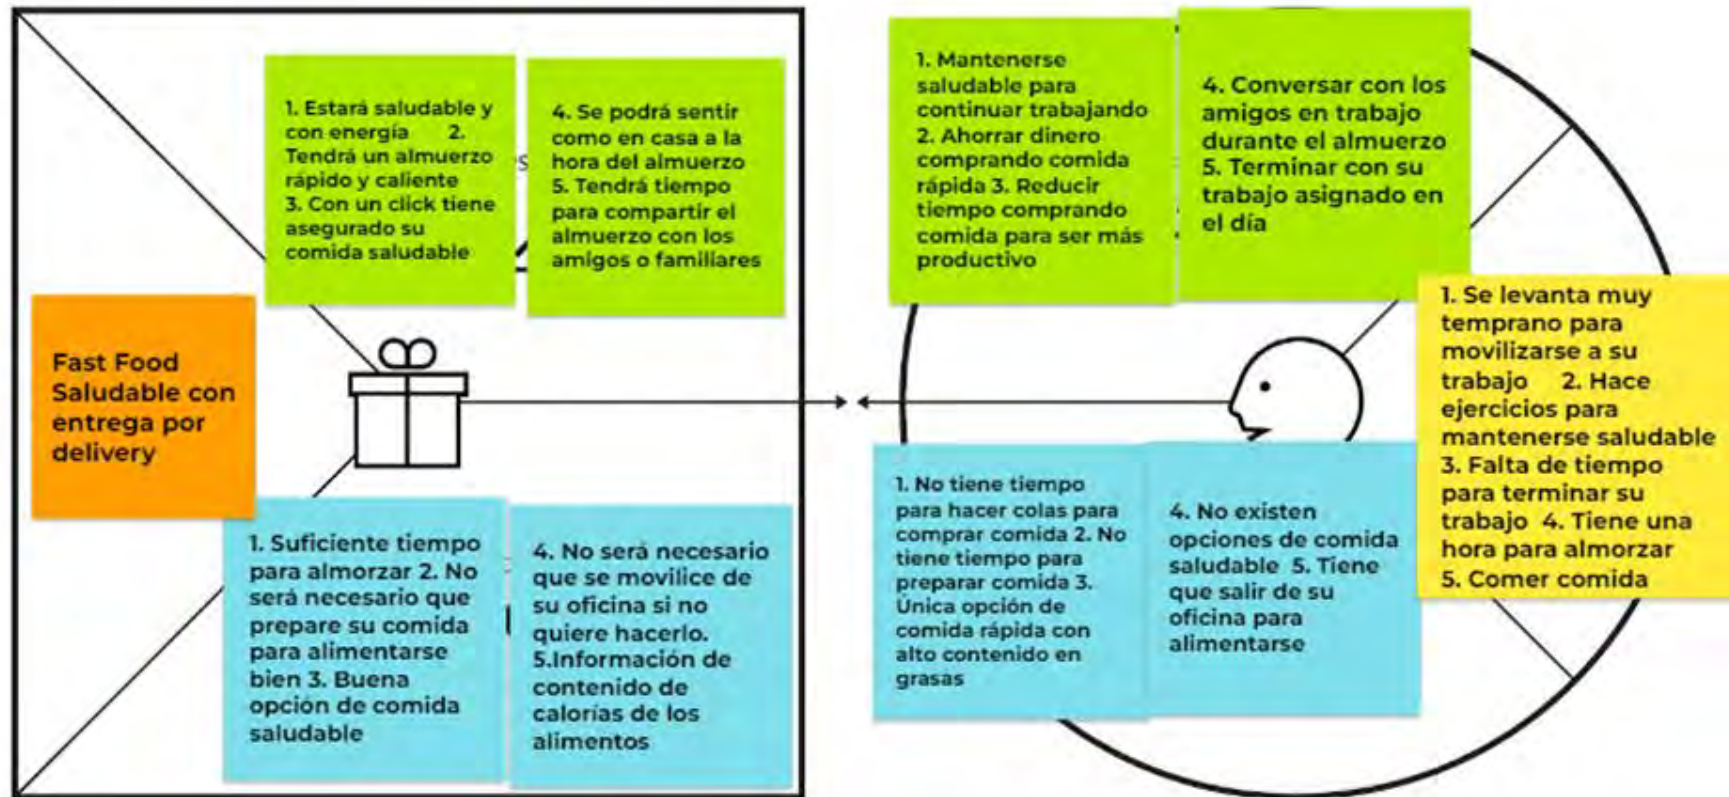 1. Estará saludable y
con energía 2.
Tendrá un almuerzo
rápido y caliente
3. Con un click tiene
asegurado su
comida saludable
4. Se podrá sentir
como en casa a la
hora del almuerzo
5. Tendrá tiempo
para compartir el
almuerzo con los
amigos o familiares
Fast Food
Saludable con
entrega por
delivery
1. Suficiente tiempo
para almorzar 2. No
será necesario que
prepare su comida
para alimentarse
bien 3. Buena
opción de comida
saludable
4. No será necesario
que se movilice de
su oficina si no
quiere hacerlo.
5.Información de
contenido de
calorías de los
alimentos
1. Mantenerse
saludable para
continuar trabajando
2. Ahorrar dinero
comprando comida
rápida 3. Reducir
tiempo comprando
comida para ser más
productivo
4. Conversar con los
amigos en trabajo
durante el almuerzo
5. Terminar con su
trabajo asignado en
el día
1. Se levanta muy
temprano para
movilizarse a su
trabajo 2. Hace
ejercicios para
mantenerse saludable
3. Falta de tiempo
para terminar su
trabajo 4. Tiene una
hora para almorzar
5. Comer comida
1. No tiene tiempo
para hacer colas para
comprar comida 2. No
tiene tiempo para
preparar comida 3.
Única opción de
comida rápida con
alto contenido en
grasas
4. No existen
opciones de comida
saludable 5. Tiene
que salir de su
oficina para
alimentarse